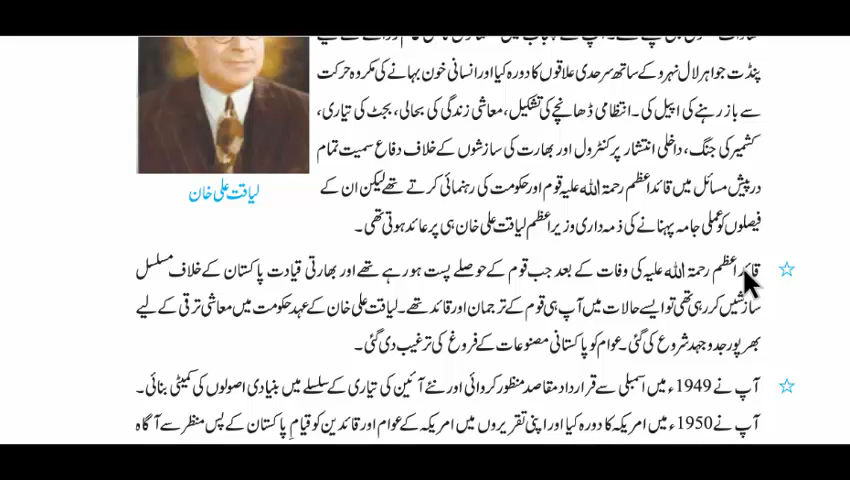 پنڈت جواہر لال نہرو کے ساتھ سرحدی علاقوں کا دورہ کیا اور انسانی خون بہانے کی مکروہ حرکت
سے باز رہنے کی اپیل کی۔ انتظامی ڈھانچے کی تشکیل، معاشی زندگی کی بحالی، بجٹ کی تیاری،
کشمیر کی جنگ، داخلی انتشار پر کنٹرول اور بھارت کی سازشوں کے خلاف دفاع سمیت تمام
درپیش مسائل میں قائداعظم رحمۃ اللہ علیہ قوم اور حکومت کی رہنمائی کرتے تھے لیکن ان کے
فیصلوں کو عملی جامہ پہنانے کی ذمہ داری وزیراعظم لیاقت علی خان ہی پر عائد ہوتی تھی۔
لیاقت علی خان
☆ قائداعظم رحمۃ اللہ علیہ کی وفات کے بعد جب قوم کے حوصلے پست ہو رہے تھے اور بھارتی قیادت پاکستان کے خلاف مسلسل
سازشیں کر رہی تھی تو ایسے حالات میں آپ ہی قوم کے ترجمان اور قائد تھے۔ لیاقت علی خان کے عہد حکومت میں معاشی ترقی کے لیے
بھرپور جدوجہد شروع کی گئی۔ عوام کو پاکستانی مصنوعات کے فروغ کی ترغیب دی گئی۔
☆ آپ نے 1949ء میں اسمبلی سے قرارداد مقاصد منظور کروائی اور نئے آئین کی تیاری کے سلسلے میں بنیادی اصولوں کی کمیٹی بنائی۔
آپ نے 1950ء میں امریکہ کا دورہ کیا اور اپنی تقریروں میں امریکہ کے عوام اور قائدین کو قیامِ پاکستان کے پس منظر سے آگاہ